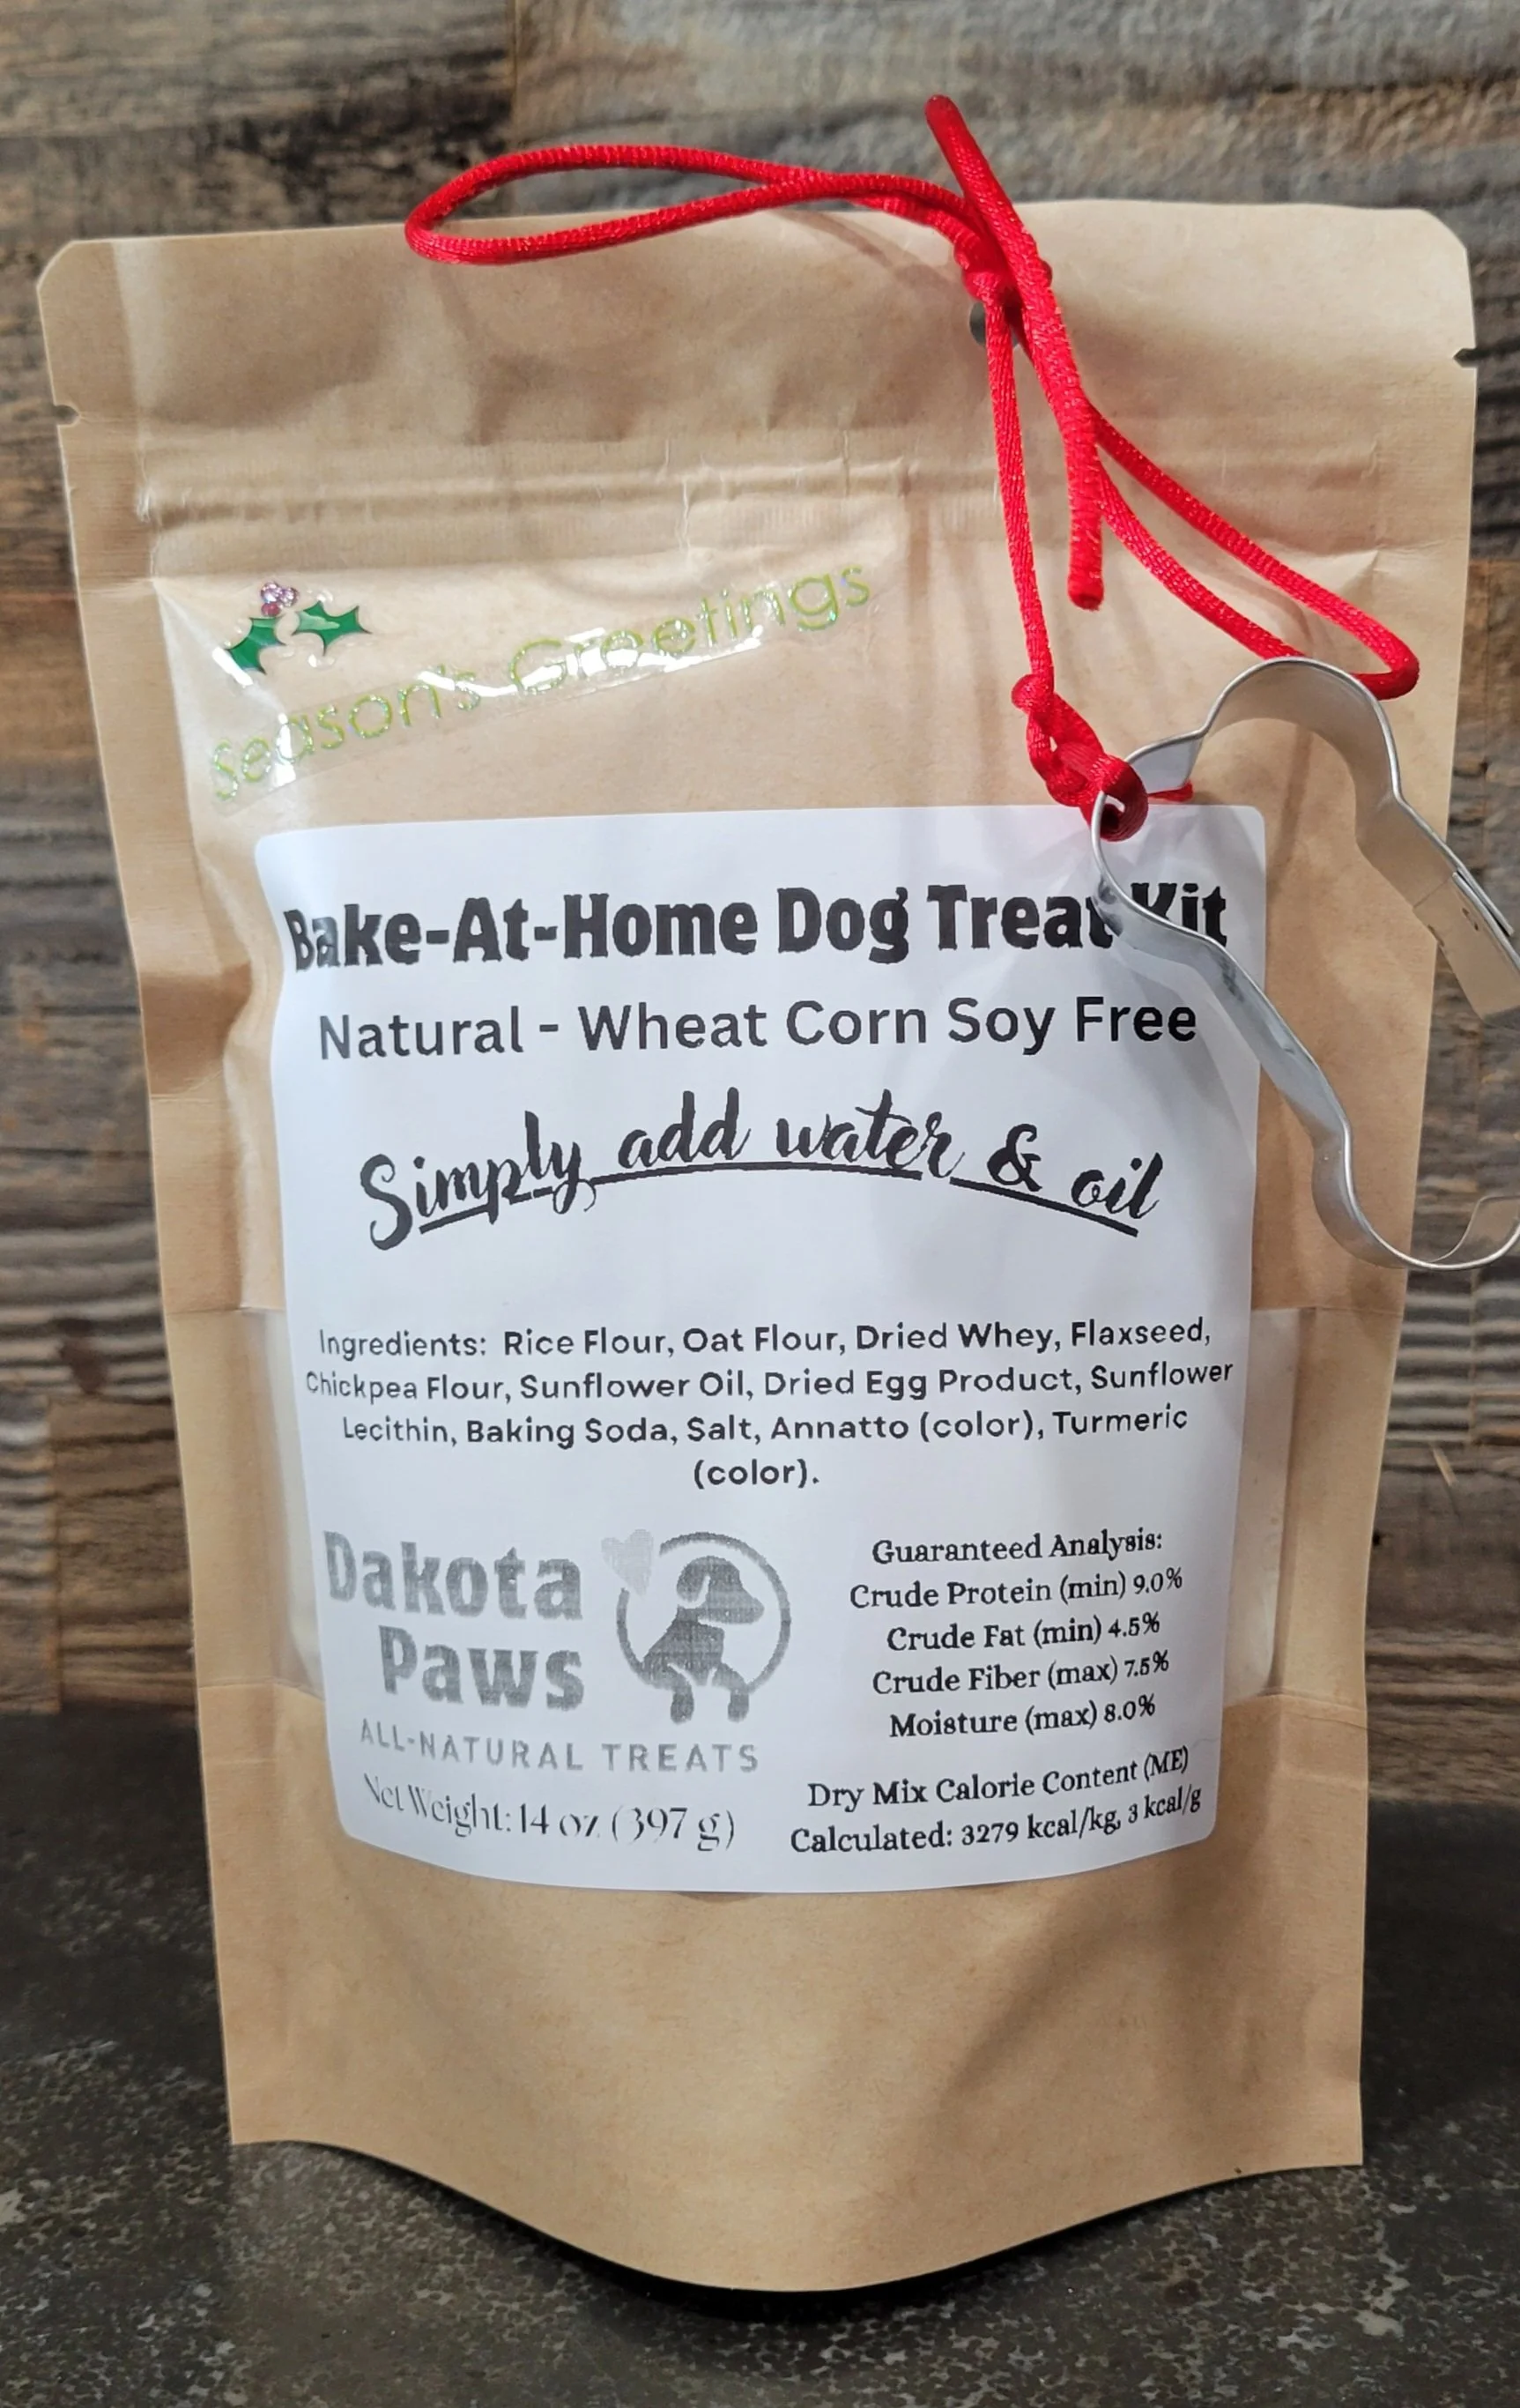 Season's Greetings
Bake-At-Home Dog Treat Kit
Natural - Wheat Corn Soy Free
Simply add water & oil
Ingredients: Rice Flour, Oat Flour, Dried Whey, Flaxseed,
Chickpea Flour, Sunflower Oil, Dried Egg Product, Sunflower
Lecithin, Baking Soda, Salt, Annatto (color), Turmeric
(color).
Dakota
Paws
ALL-NATURAL TREATS
Net Weight: 14 oz (397 g)
Guaranteed Analysis:
Crude Protein (min) 9.0%
Crude Fat (min) 4.5%
Crude Fiber (max) 7.5%
Moisture (max) 8.0%
Dry Mix Calorie Content (ME)
Calculated: 3279 kcal/kg, 3 kcal/g